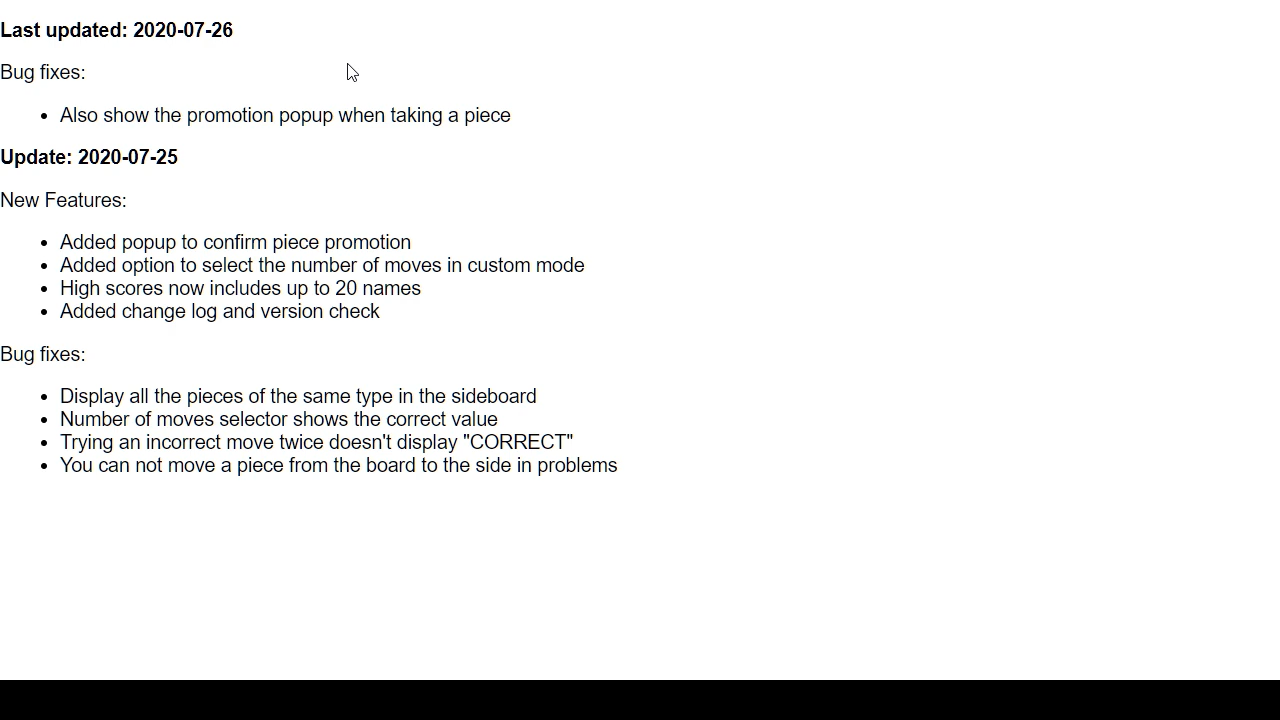 Last updated: 2020-07-26
Bug fixes:
• Also show the promotion popup when taking a piece
Update: 2020-07-25
New Features:
• Added popup to confirm piece promotion
• Added option to select the number of moves in custom mode
• High scores now includes up to 20 names
• Added change log and version check
Bug fixes:
• Display all the pieces of the same type in the sideboard
• Number of moves selector shows the correct value
• Trying an incorrect move twice doesn't display "CORRECT"
• You can not move a piece from the board to the side in problems